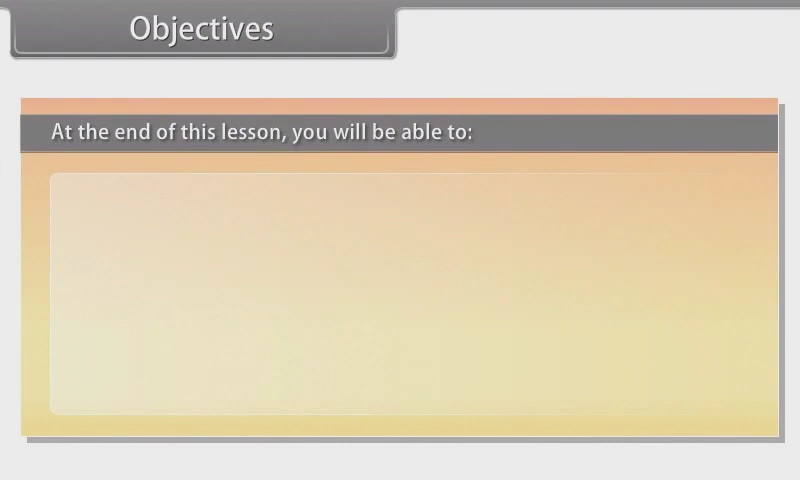 Objectives
At the end of this lesson, you will be able to: